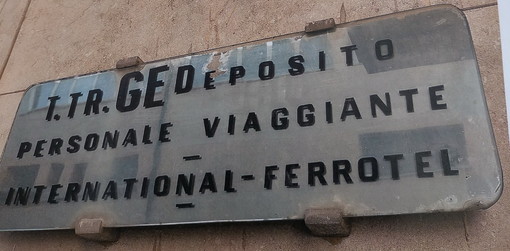 T.TR. GE DEPOSITO
PERSONALE VIAGGIANTE
INTERNATIONAL-FERROTEL